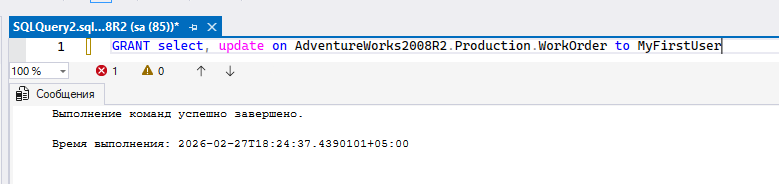 SQLQuery2.sql...8R2 (sa (85))*
1 GRANT select, update on AdventureWorks2008R2.Production.WorkOrder to MyFirstUser
100 % 1 0
Сообщения
Выполнение команд успешно завершено.
Время выполнения: 2026-02-27T18:24:37.4390101+05:00